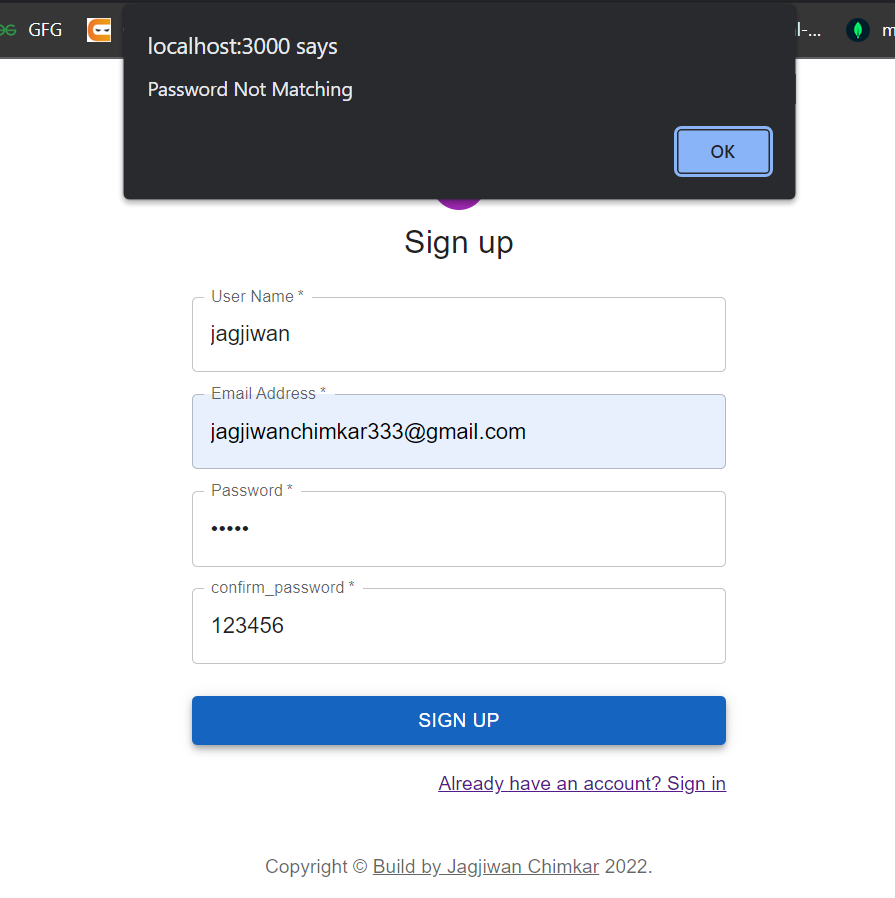 GFG
localhost:3000 says
Password Not Matching
OK
Sign up
User Name *
jagjiwan
Email Address *
jagjiwanchimkar333@gmail.com
Password *
•••••
confirm_password *
123456
SIGN UP
Already have an account? Sign in
Copyright © Build by Jagjiwan Chimkar 2022.